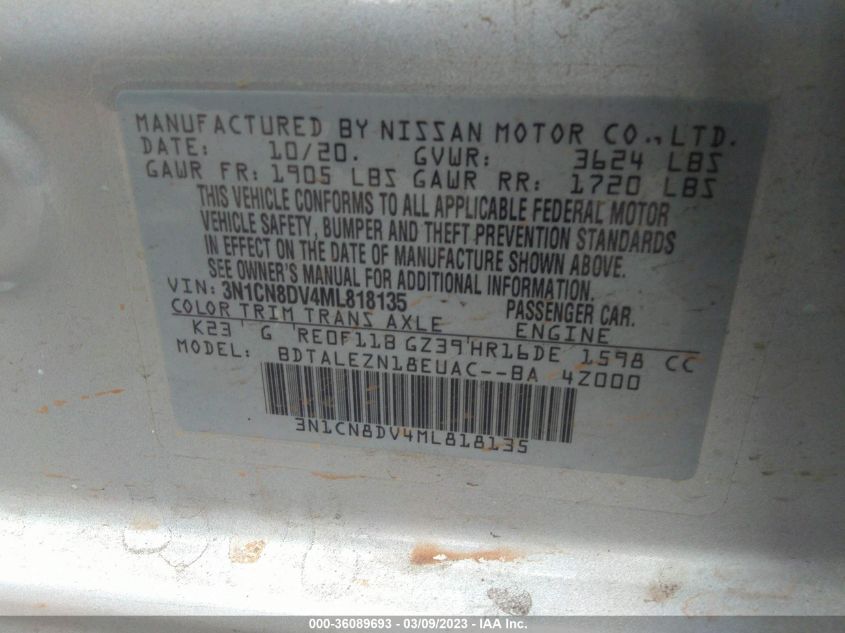 MANUFACTURED BY NISSAN MOTOR CO., LTD.
DATE: 10/20. GVWR: 3624 LBS
GAWR FR: 1905 LBS GAWR RR: 1720 LBS
THIS VEHICLE CONFORMS TO ALL APPLICABLE FEDERAL MOTOR
VEHICLE SAFETY, BUMPER AND THEFT PREVENTION STANDARDS
IN EFFECT ON THE DATE OF MANUFACTURE SHOWN ABOVE.
SEE OWNER'S MANUAL FOR ADDITIONAL INFORMATION.
VIN: 3N1CN8DV4ML818135 PASSENGER CAR.
COLOR TRIM TRANS AXLE ENGINE
K23 G RE0F11B GZ39 HR16DE 1598 CC
MODEL: BDTALEZN18EUAC--BA 4Z000
3N1CN8DV4ML818135
000-36089693 - 03/09/2023 - IAA Inc.